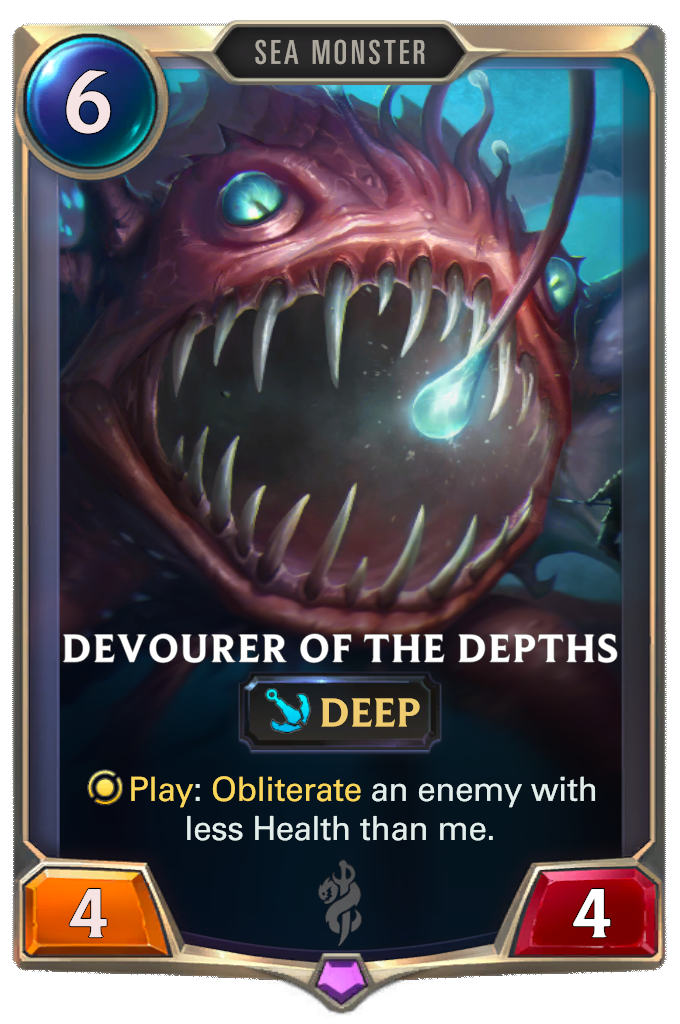 SEA MONSTER
6
DEVOURER OF THE DEPTHS
DEEP
Play: Obliterate an enemy with
less Health than me.
4 4